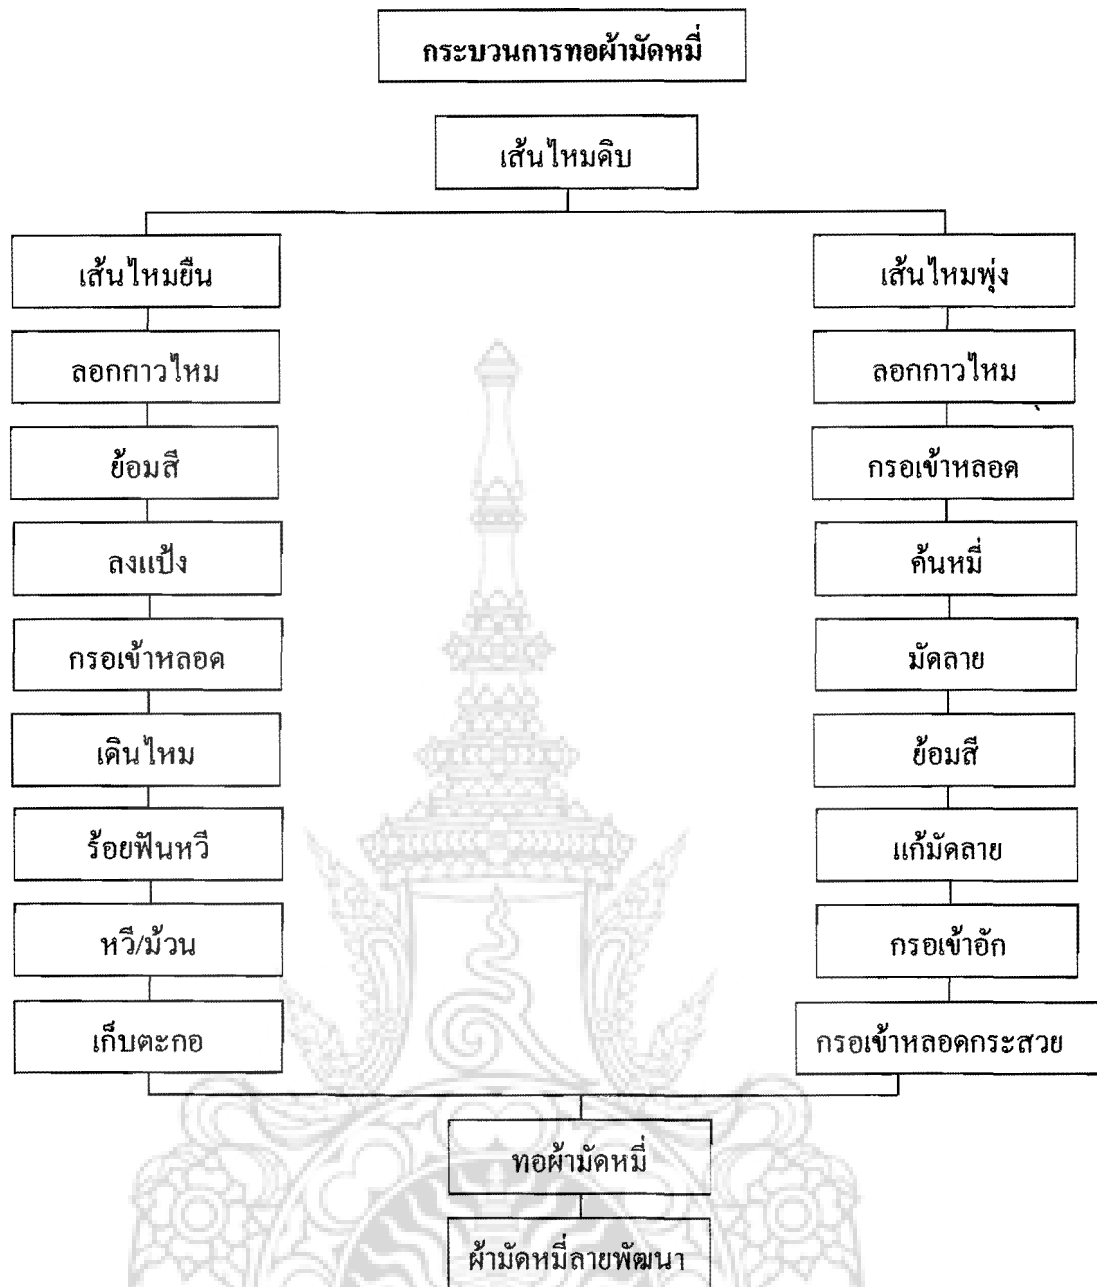 กระบวนการทอผ้ามัดหมี่
เส้นไหมดิบ
เส้นไหมยืน
ลอกกาวไหม
ย้อมสี
ลงแป้ง
กรอเข้าหลอด
เดินไหม
ร้อยฟันหวี
หวี/ม้วน
เก็บตะกอ
เส้นไหมพุ่ง
ลอกกาวไหม
กรอเข้าหลอด
ค้นหมี่
มัดลาย
ย้อมสี
แก้มัดลาย
กรอเข้าอัก
กรอเข้าหลอดกระสวย
ทอผ้ามัดหมี่
ผ้ามัดหมี่ลายพัฒนา